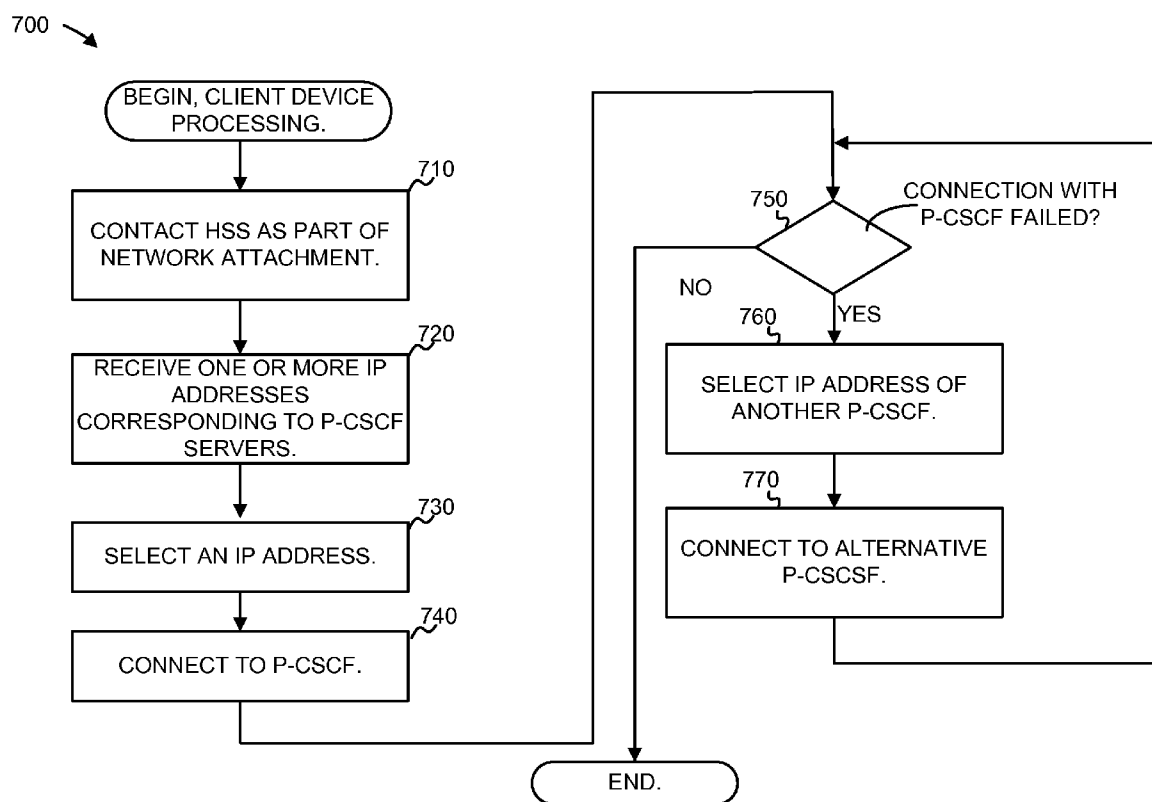 700
BEGIN, CLIENT DEVICE
PROCESSING.
710
CONTACT HSS AS PART OF
NETWORK ATTACHMENT.
720
RECEIVE ONE OR MORE IP
ADDRESSES
CORRESPONDING TO P-CSCF
SERVERS.
730
SELECT AN IP ADDRESS.
740
CONNECT TO P-CSCF.
750
CONNECTION WITH
P-CSCF FAILED?
NO
YES
760
SELECT IP ADDRESS OF
ANOTHER P-CSCF.
770
CONNECT TO ALTERNATIVE
P-CSCSF.
END.